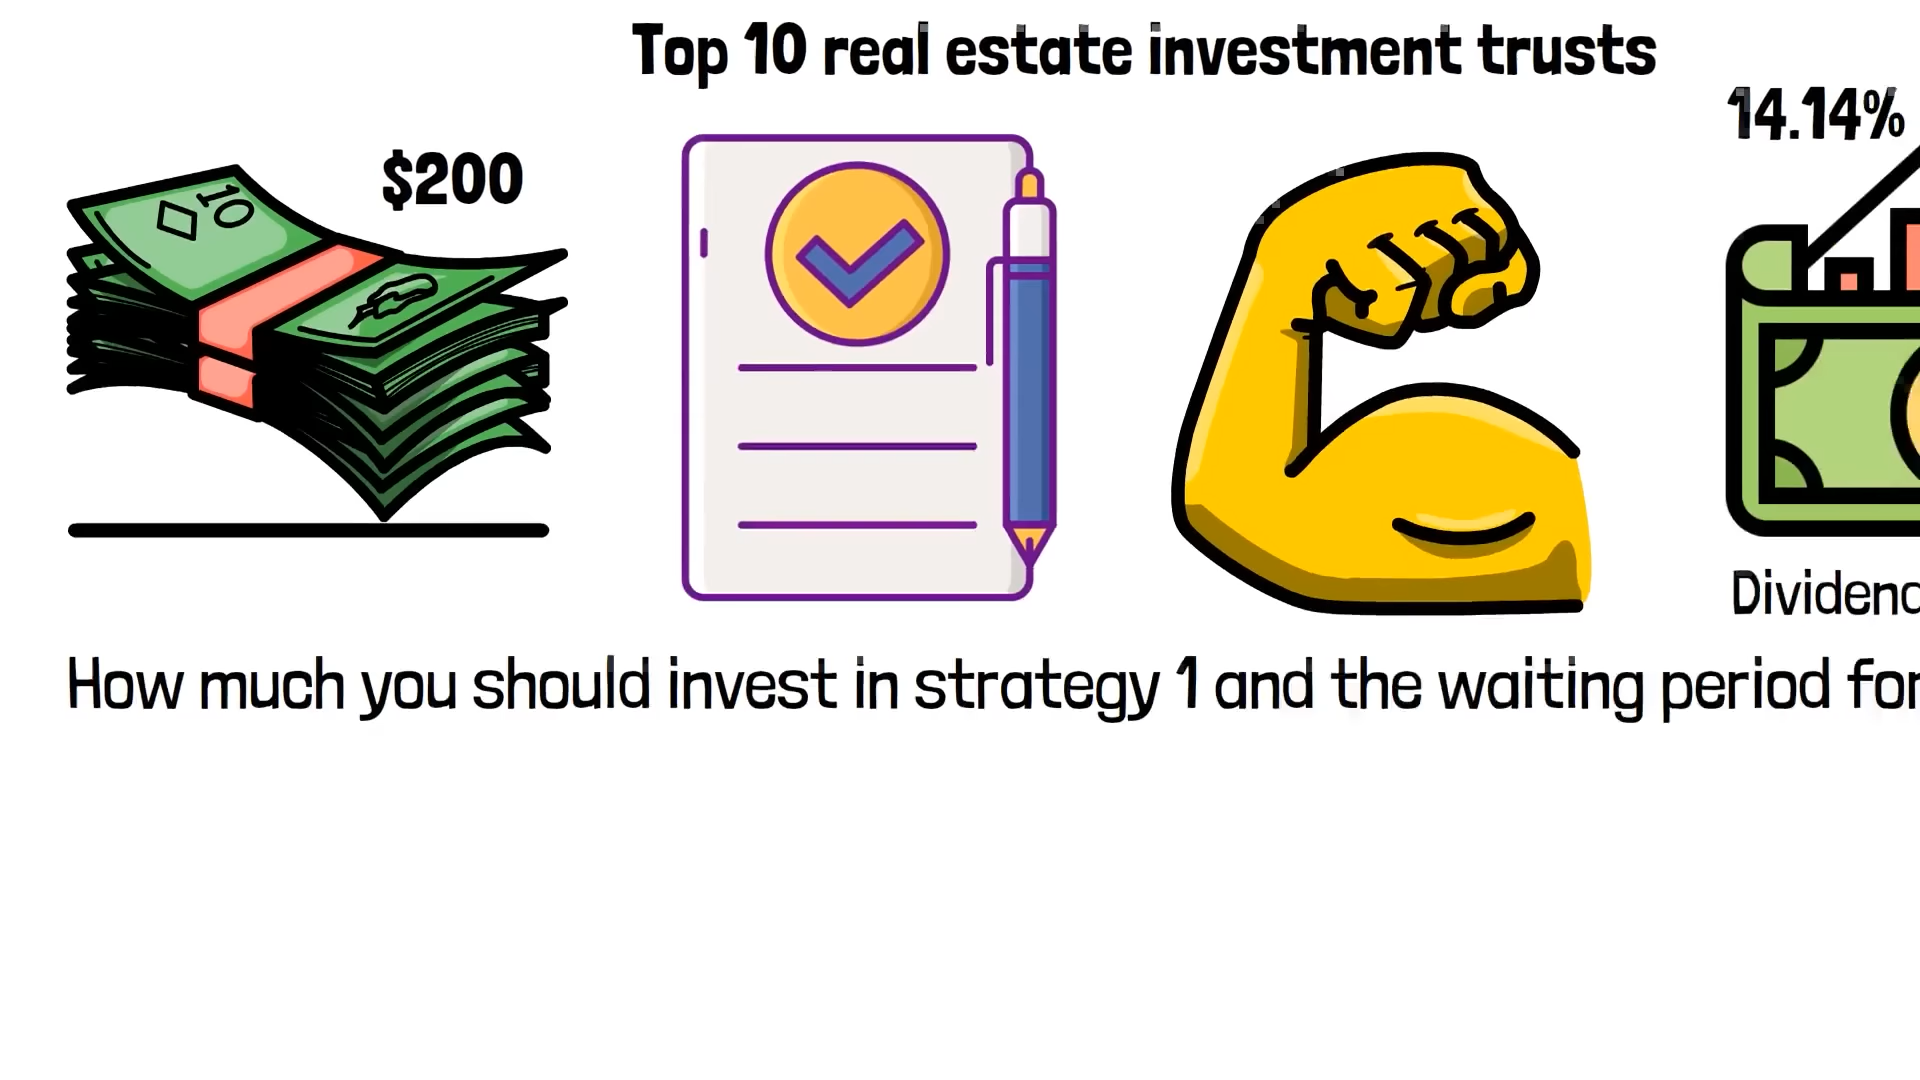 Top 10 real estate investment trusts
14.14%
$200
10
How much you should invest in strategy 1 and the waiting period for